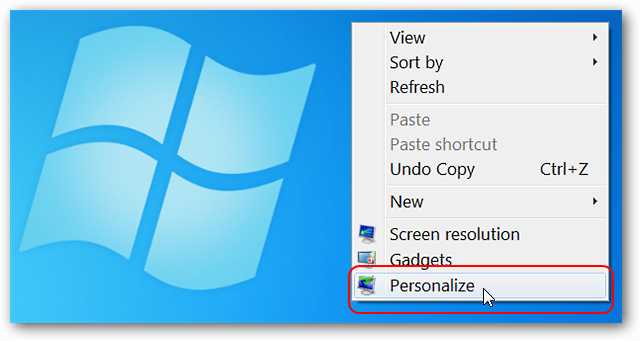 View
Sort by
Refresh
Paste
Paste shortcut
Undo Copy Ctrl+Z
New
Screen resolution
Gadgets
Personalize